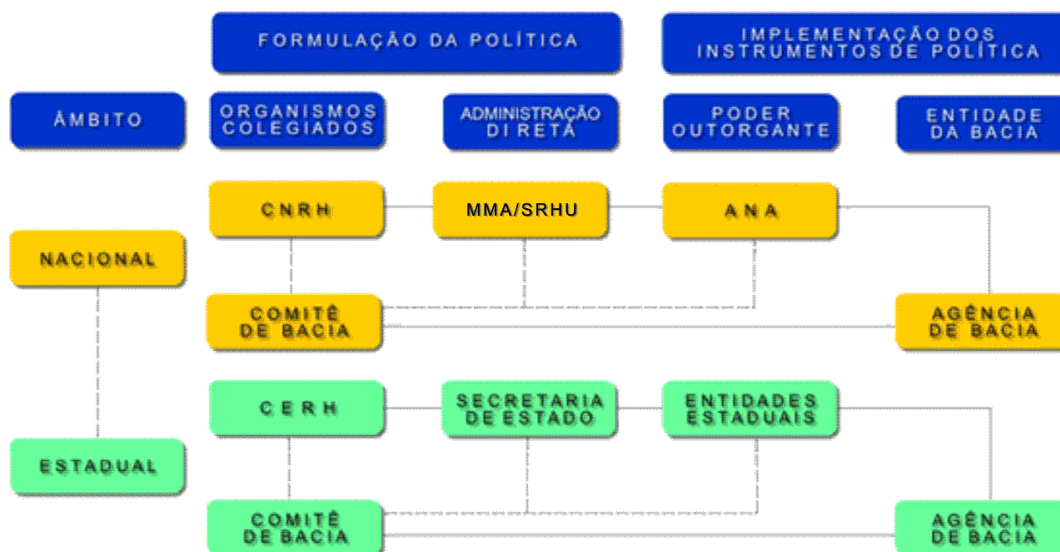 FORMULAÇÃO DA POLÍTICA
IMPLEMENTAÇÃO DOS
INSTRUMENTOS DE POLÍTICA
ÂMBITO
ORGANISMOS
COLEGIADOS
ADMINISTRAÇÃO
DIRETA
PODER
OUTORGANTE
ENTIDADE
DA BACIA
CNRH
MMA/SRHU
ANA
NACIONAL
COMITÊ
DE BACIA
AGÊNCIA
DE BACIA
CERH
SECRETARIA
DE ESTADO
ENTIDADES
ESTADUAIS
ESTADUAL
COMITÊ
DE BACIA
AGÊNCIA
DE BACIA